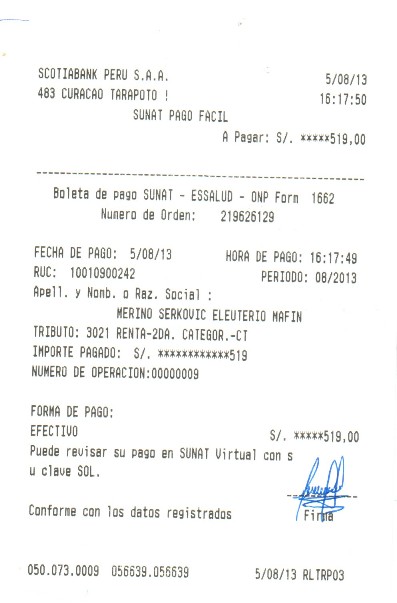 SCOTIABANK PERU S.A.A. 5/08/13
483 CURACAO TARAPOTO ! 16:17:50
SUNAT PAGO FACIL
A Pagar: S/. *****519,00
Boleta de pago SUNAT - ESSALUD - ONP Form 1662
Numero de Orden: 219626129
FECHA DE PAGO: 5/08/13 HORA DE PAGO: 16:17:49
RUC: 10010900242 PERIODO: 08/2013
Apell. y Nomb. o Raz. Social :
MERINO SERKOVIC ELEUTERIO MAFIN
TRIBUTO: 3021 RENTA-2DA. CATEGOR.-CT
IMPORTE PAGADO: S/. ************519
NUMERO DE OPERACION:00000009
FORMA DE PAGO:
EFECTIVO S/. *****519,00
Puede revisar su pago en SUNAT Virtual con s
u clave SOL.
Conforme con los datos registrados Firma
050.073.0009 056639.056639 5/08/13 RLTRP03